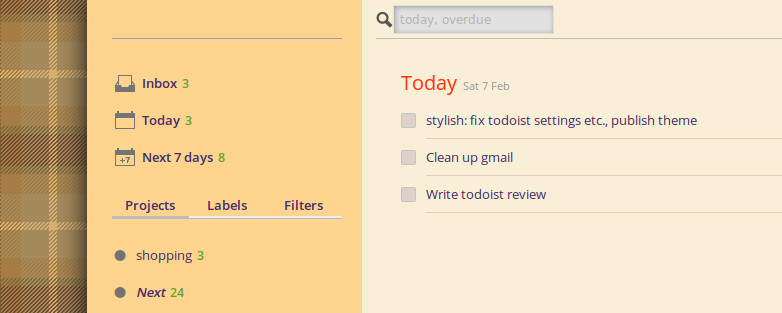 today, overdue
Inbox 3
Today 3
+7 Next 7 days 8
Projects Labels Filters
shopping 3
Next 24
Today Sat 7 Feb
stylish: fix todoist settings etc., publish theme
Clean up gmail
Write todoist review